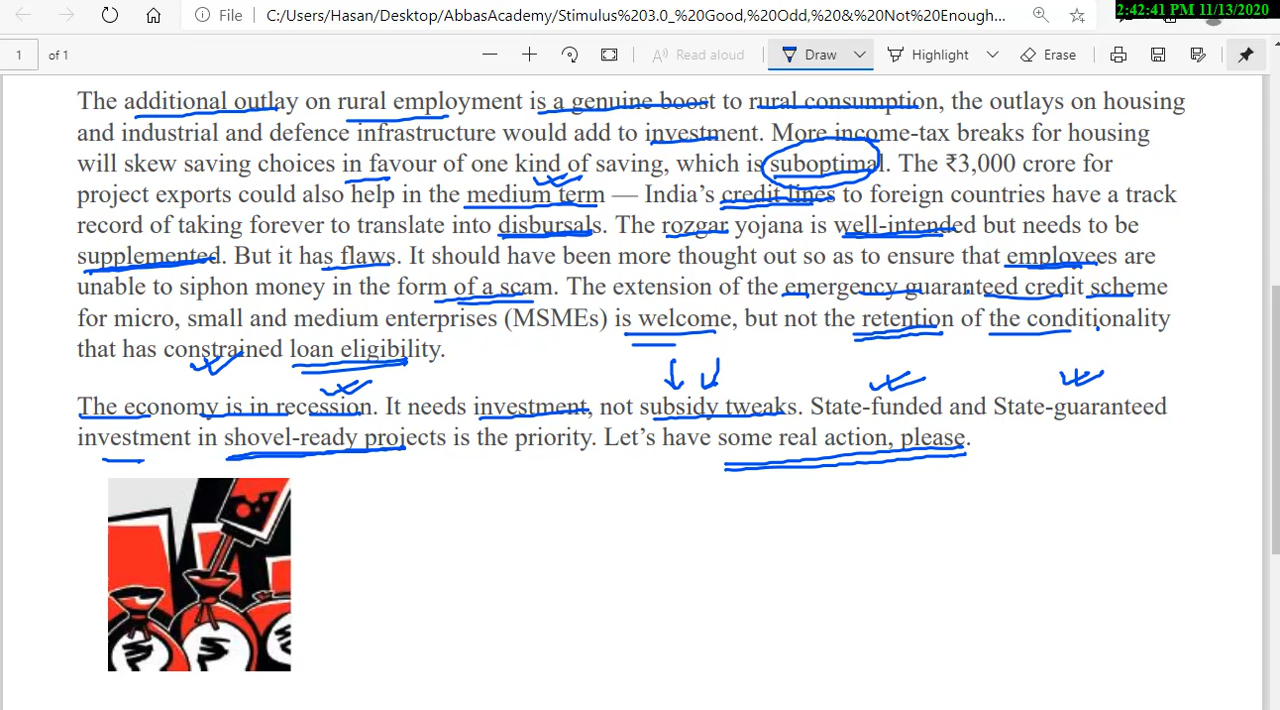 File C:/Users/Hasan/Desktop/AbbasAcademy/Stimulus%203.0_%20Good,%20Odd,%20&%20Not%20Enough... 2:42:41 PM 11/13/2020
1 of 1 Read aloud Draw Highlight Erase
The additional outlay on rural employment is a genuine boost to rural consumption, the outlays on housing
and industrial and defence infrastructure would add to investment. More income-tax breaks for housing
will skew saving choices in favour of one kind of saving, which is suboptimal. The ₹3,000 crore for
project exports could also help in the medium term — India's credit lines to foreign countries have a track
record of taking forever to translate into disbursals. The rozgar yojana is well-intended but needs to be
supplemented. But it has flaws. It should have been more thought out so as to ensure that employees are
unable to siphon money in the form of a scam. The extension of the emergency guaranteed credit scheme
for micro, small and medium enterprises (MSMEs) is welcome, but not the retention of the conditionality
that has constrained loan eligibility.
The economy is in recession. It needs investment, not subsidy tweaks. State-funded and State-guaranteed
investment in shovel-ready projects is the priority. Let's have some real action, please.
₹ ₹ ₹